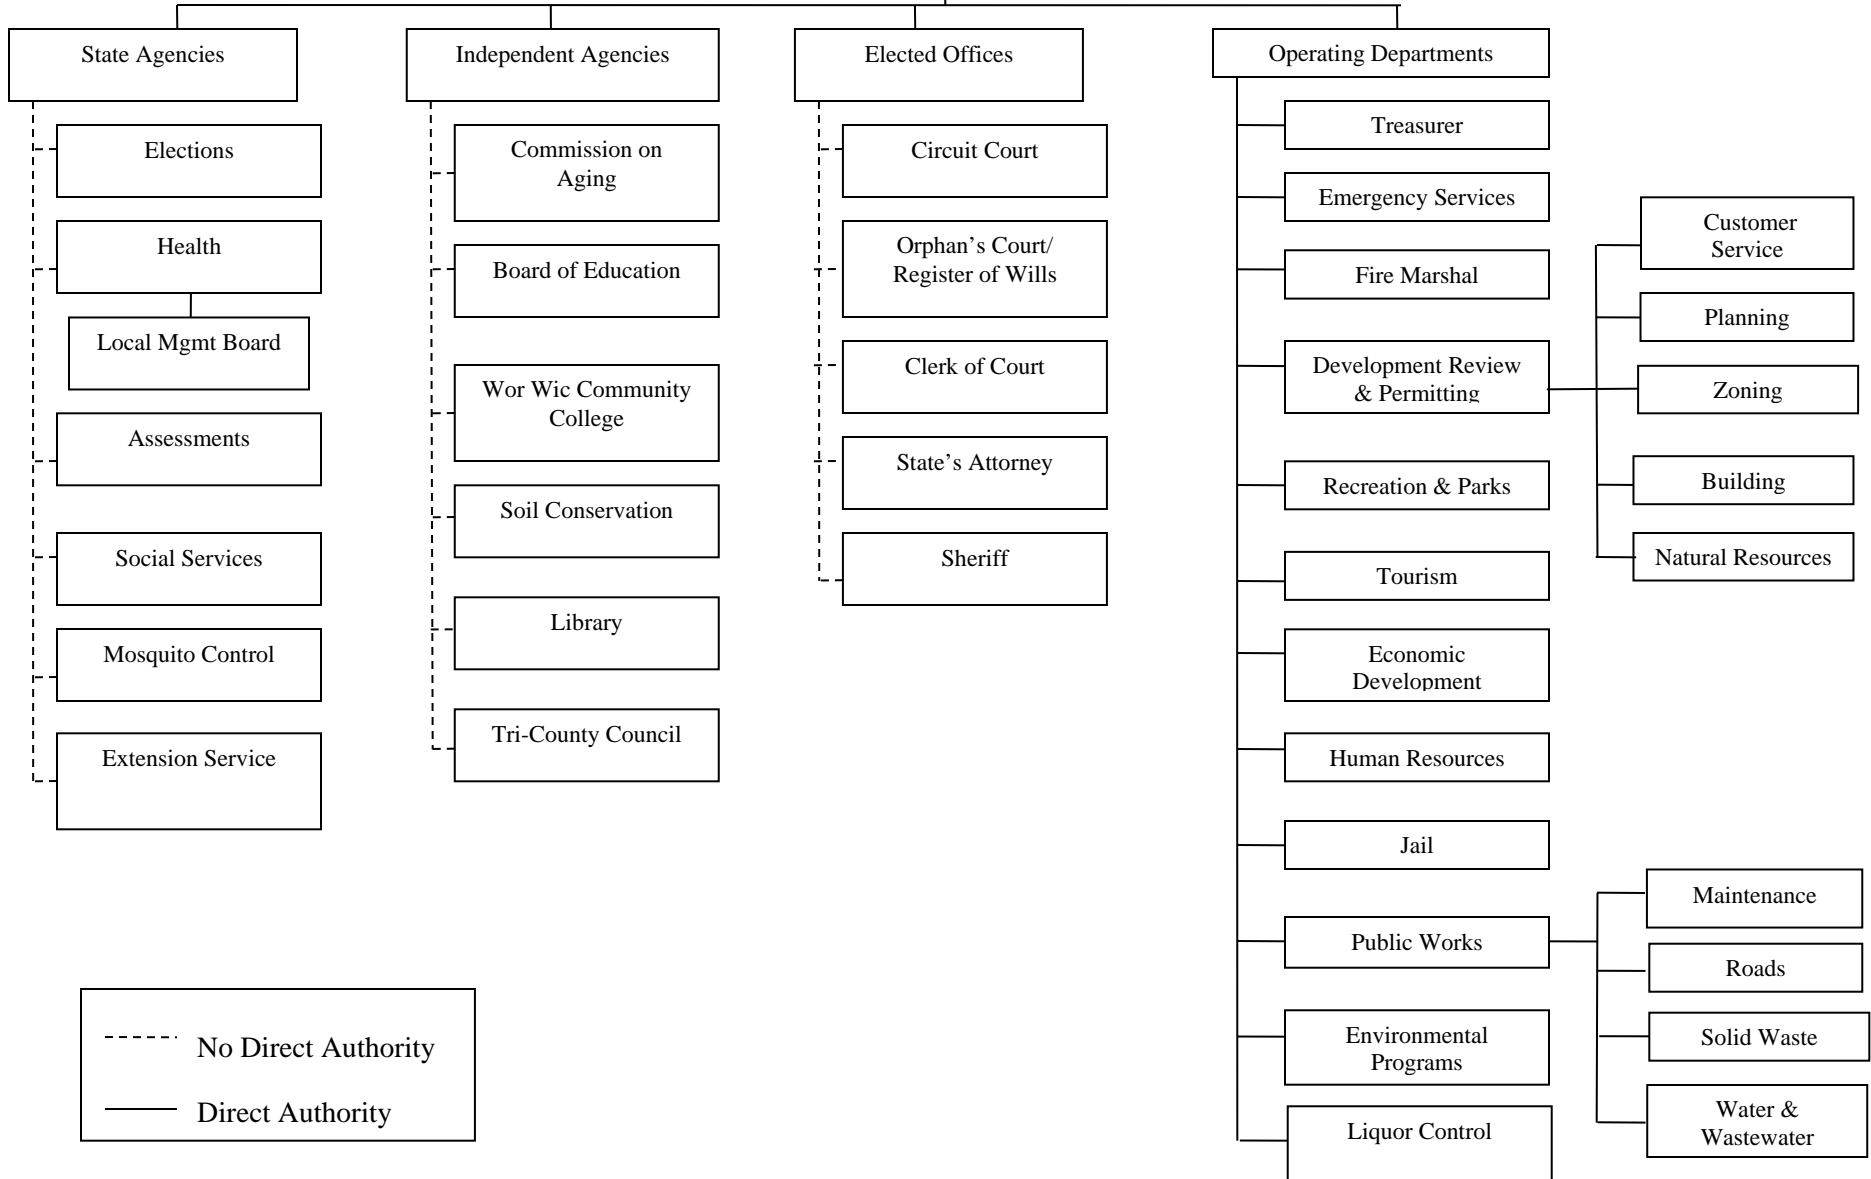 State Agencies
Elections
Health
Local Mgmt Board
Assessments
Social Services
Mosquito Control
Extension Service
Independent Agencies
Commission on
Aging
Board of Education
Wor Wic Community
College
Soil Conservation
Library
Tri-County Council
Elected Offices
Circuit Court
Orphan’s Court/
Register of Wills
Clerk of Court
State’s Attorney
Sheriff
Operating Departments
Treasurer
Emergency Services
Fire Marshal
Development Review
& Permitting
Customer
Service
Planning
Zoning
Building
Natural Resources
Recreation & Parks
Tourism
Economic
Development
Human Resources
Jail
Public Works
Maintenance
Roads
Solid Waste
Water &
Wastewater
Environmental
Programs
Liquor Control
No Direct Authority
Direct Authority